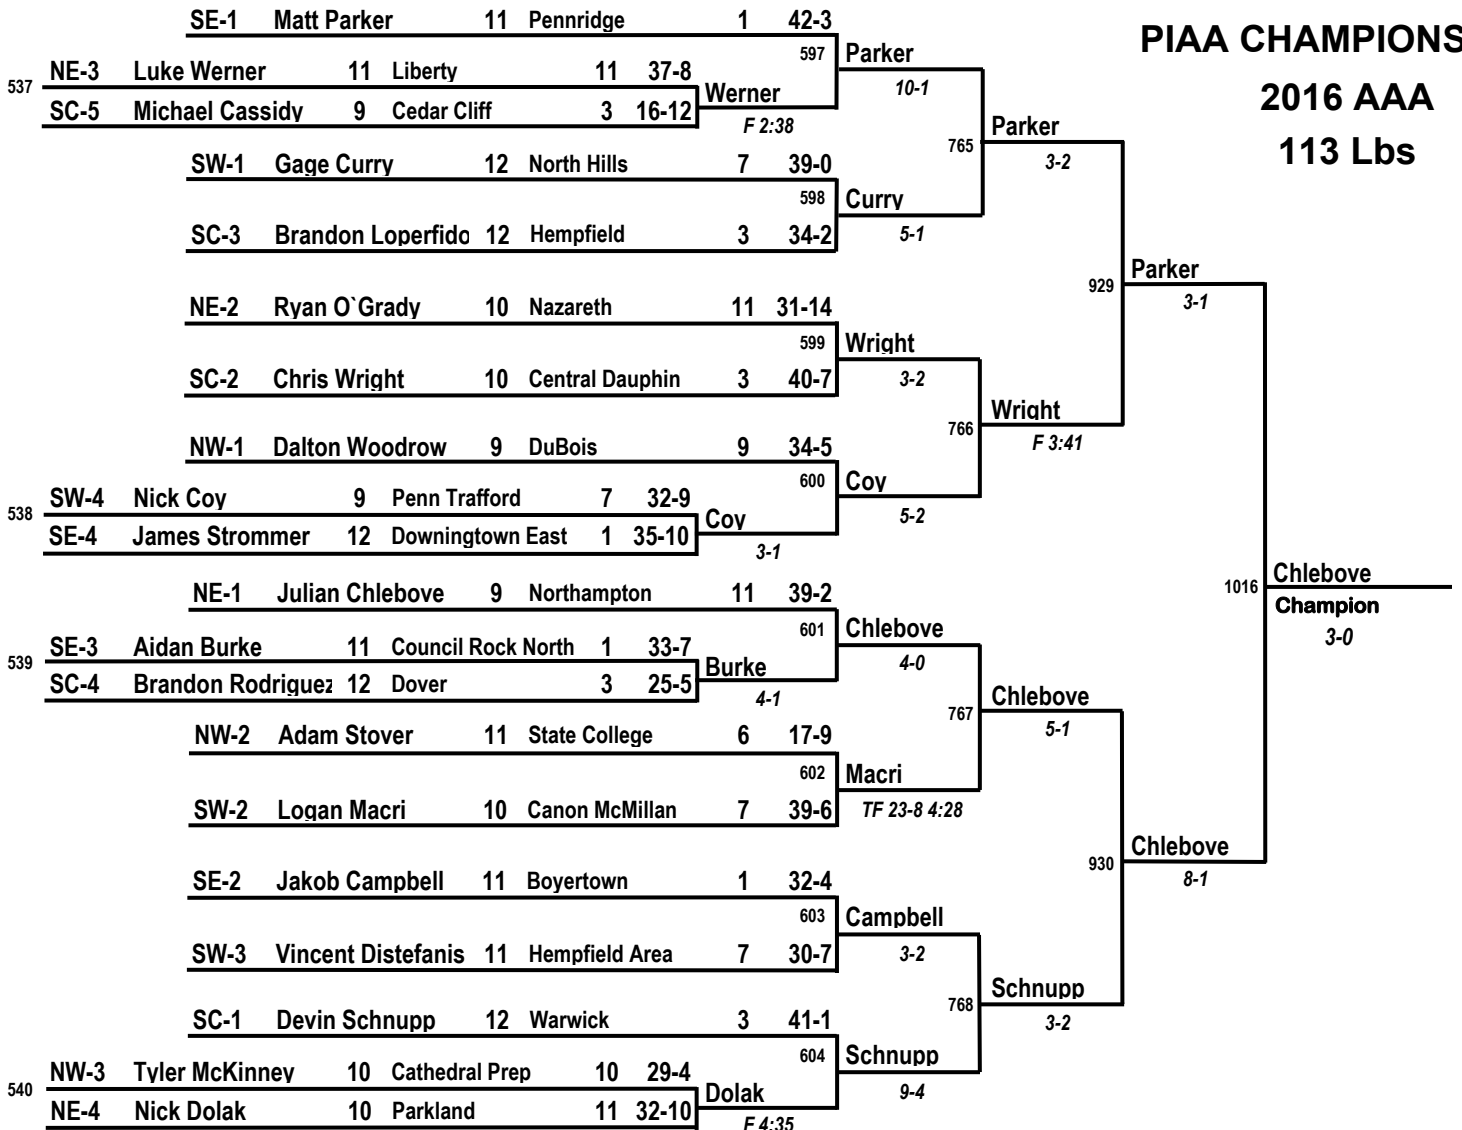 SE-1 Matt Parker 11 Pennridge 1 42-3
PIAA CHAMPIONS
597 Parker
10-1
537 NE-3 Luke Werner 11 Liberty 11 37-8
Werner
2016 AAA
SC-5 Michael Cassidy 9 Cedar Cliff 3 16-12
F 2:38
765 Parker
3-2
113 Lbs
SW-1 Gage Curry 12 North Hills 7 39-0
598 Curry
5-1
SC-3 Brandon Loperfido 12 Hempfield 3 34-2
929 Parker
3-1
NE-2 Ryan O`Grady 10 Nazareth 11 31-14
599 Wright
3-2
SC-2 Chris Wright 10 Central Dauphin 3 40-7
766 Wright
F 3:41
NW-1 Dalton Woodrow 9 DuBois 9 34-5
600 Coy
5-2
538 SW-4 Nick Coy 9 Penn Trafford 7 32-9
Coy
SE-4 James Strommer 12 Downingtown East 1 35-10
3-1
1016 Chlebove
Champion
3-0
NE-1 Julian Chlebove 9 Northampton 11 39-2
601 Chlebove
4-0
539 SE-3 Aidan Burke 11 Council Rock North 1 33-7
Burke
SC-4 Brandon Rodriguez 12 Dover 3 25-5
4-1
767 Chlebove
5-1
NW-2 Adam Stover 11 State College 6 17-9
602 Macri
TF 23-8 4:28
SW-2 Logan Macri 10 Canon McMillan 7 39-6
930 Chlebove
8-1
SE-2 Jakob Campbell 11 Boyertown 1 32-4
603 Campbell
3-2
SW-3 Vincent Distefanis 11 Hempfield Area 7 30-7
768 Schnupp
3-2
SC-1 Devin Schnupp 12 Warwick 3 41-1
604 Schnupp
9-4
540 NW-3 Tyler McKinney 10 Cathedral Prep 10 29-4
Dolak
NE-4 Nick Dolak 10 Parkland 11 32-10
F 4:35